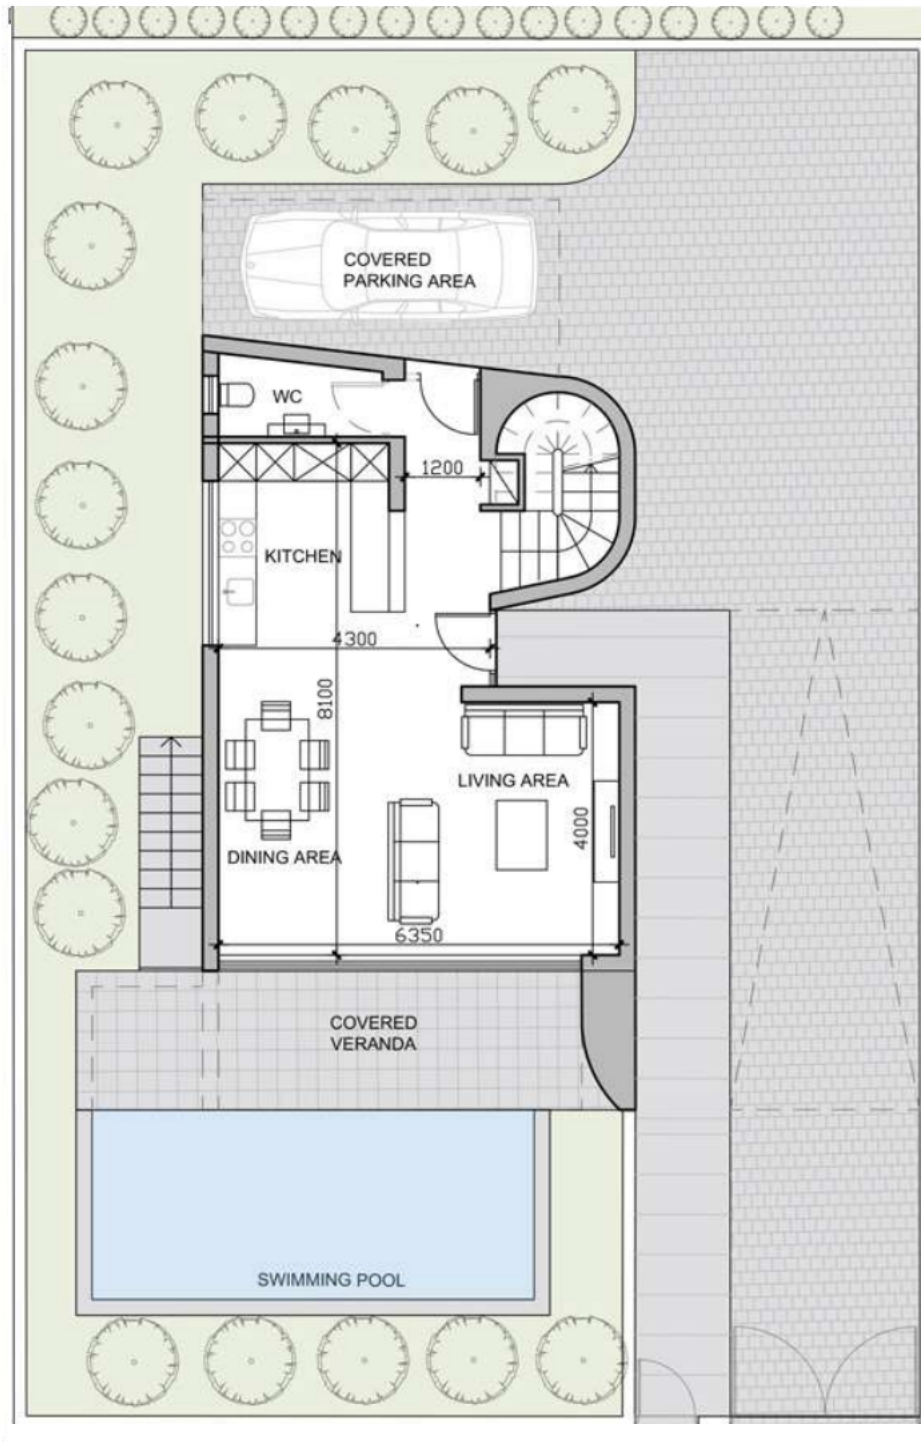 COVERED
PARKING AREA
WC
1200
KITCHEN
4300
8100
LIVING AREA
4000
DINING AREA
6350
COVERED
VERANDA
SWIMMING POOL